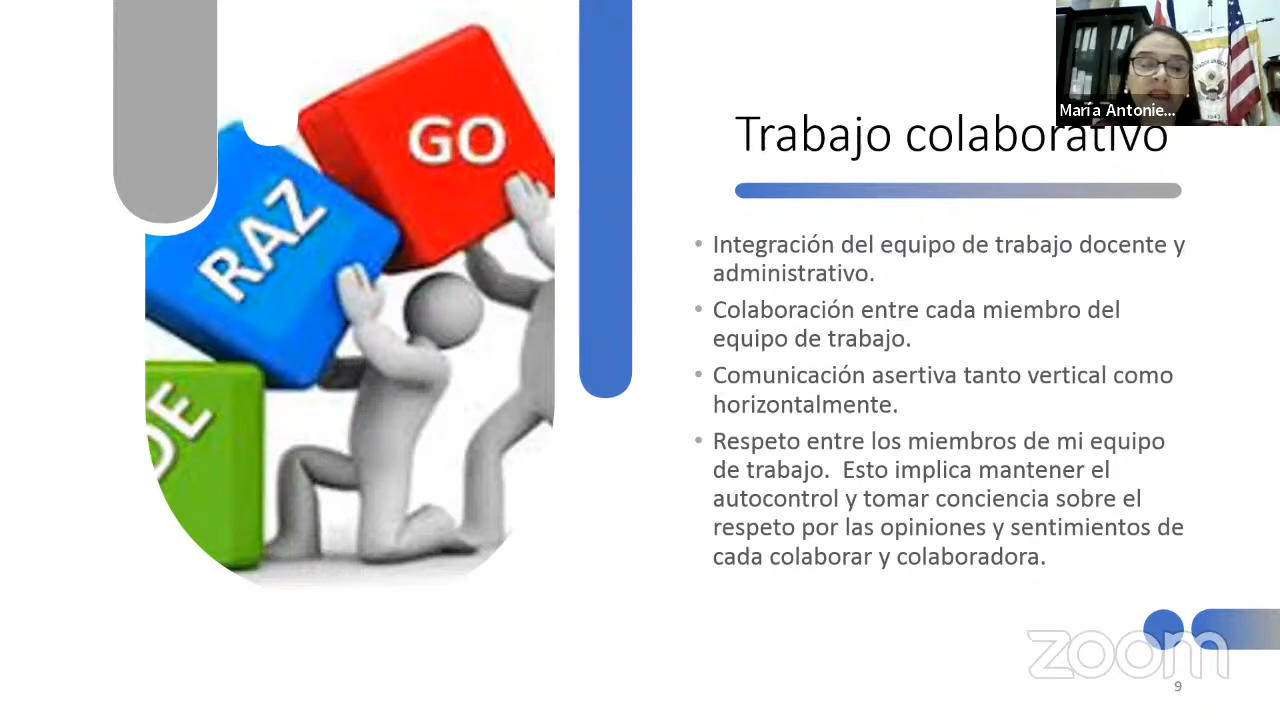 GO
RAZ
DE
María Antonie...
Trabajo colaborativo
• Integración del equipo de trabajo docente y
administrativo.
• Colaboración entre cada miembro del
equipo de trabajo.
• Comunicación asertiva tanto vertical como
horizontalmente.
• Respeto entre los miembros de mi equipo
de trabajo.  Esto implica mantener el
autocontrol y tomar conciencia sobre el
respeto por las opiniones y sentimientos de
cada colaborar y colaboradora.
zoom
9